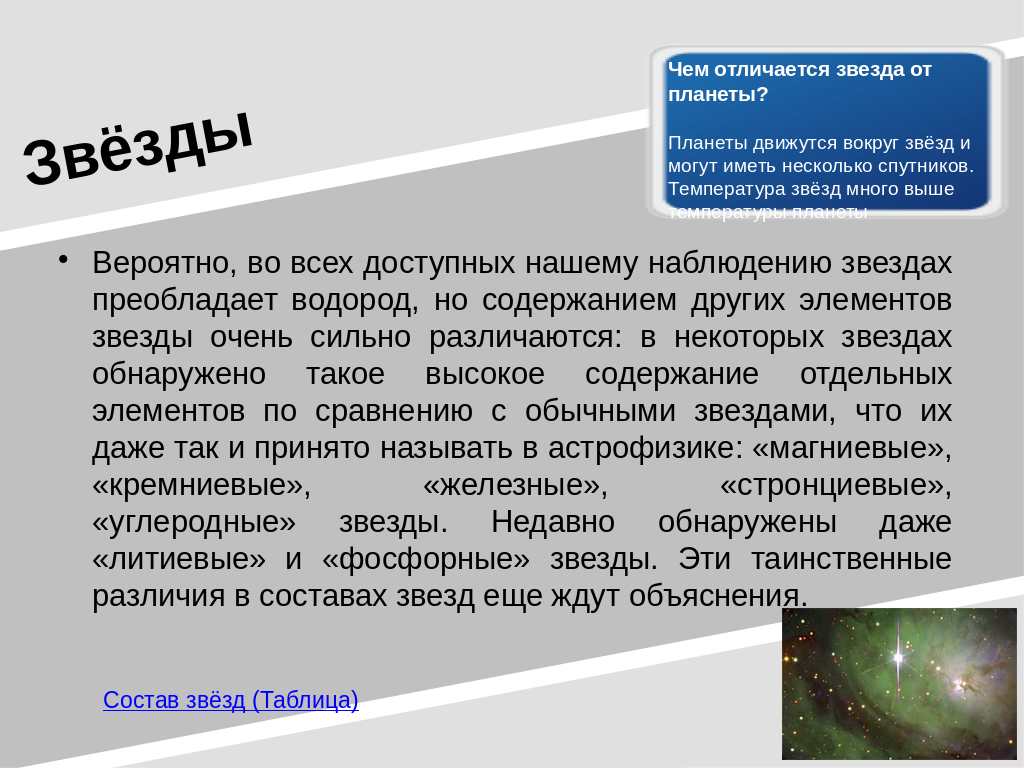 Звёзды
Чем отличается звезда от
планеты?
Планеты движутся вокруг звёзд и
могут иметь несколько спутников.
Температура звёзд много выше
температуры планеты
• Вероятно, во всех доступных нашему наблюдению звездах
преобладает водород, но содержанием других элементов
звезды очень сильно различаются: в некоторых звездах
обнаружено такое высокое содержание отдельных
элементов по сравнению с обычными звездами, что их
даже так и принято называть в астрофизике: «магниевые»,
«кремниевые», «железные», «стронциевые»,
«углеродные» звезды. Недавно обнаружены даже
«литиевые» и «фосфорные» звезды. Эти таинственные
различия в составах звезд еще ждут объяснения.
Состав звёзд (Таблица)